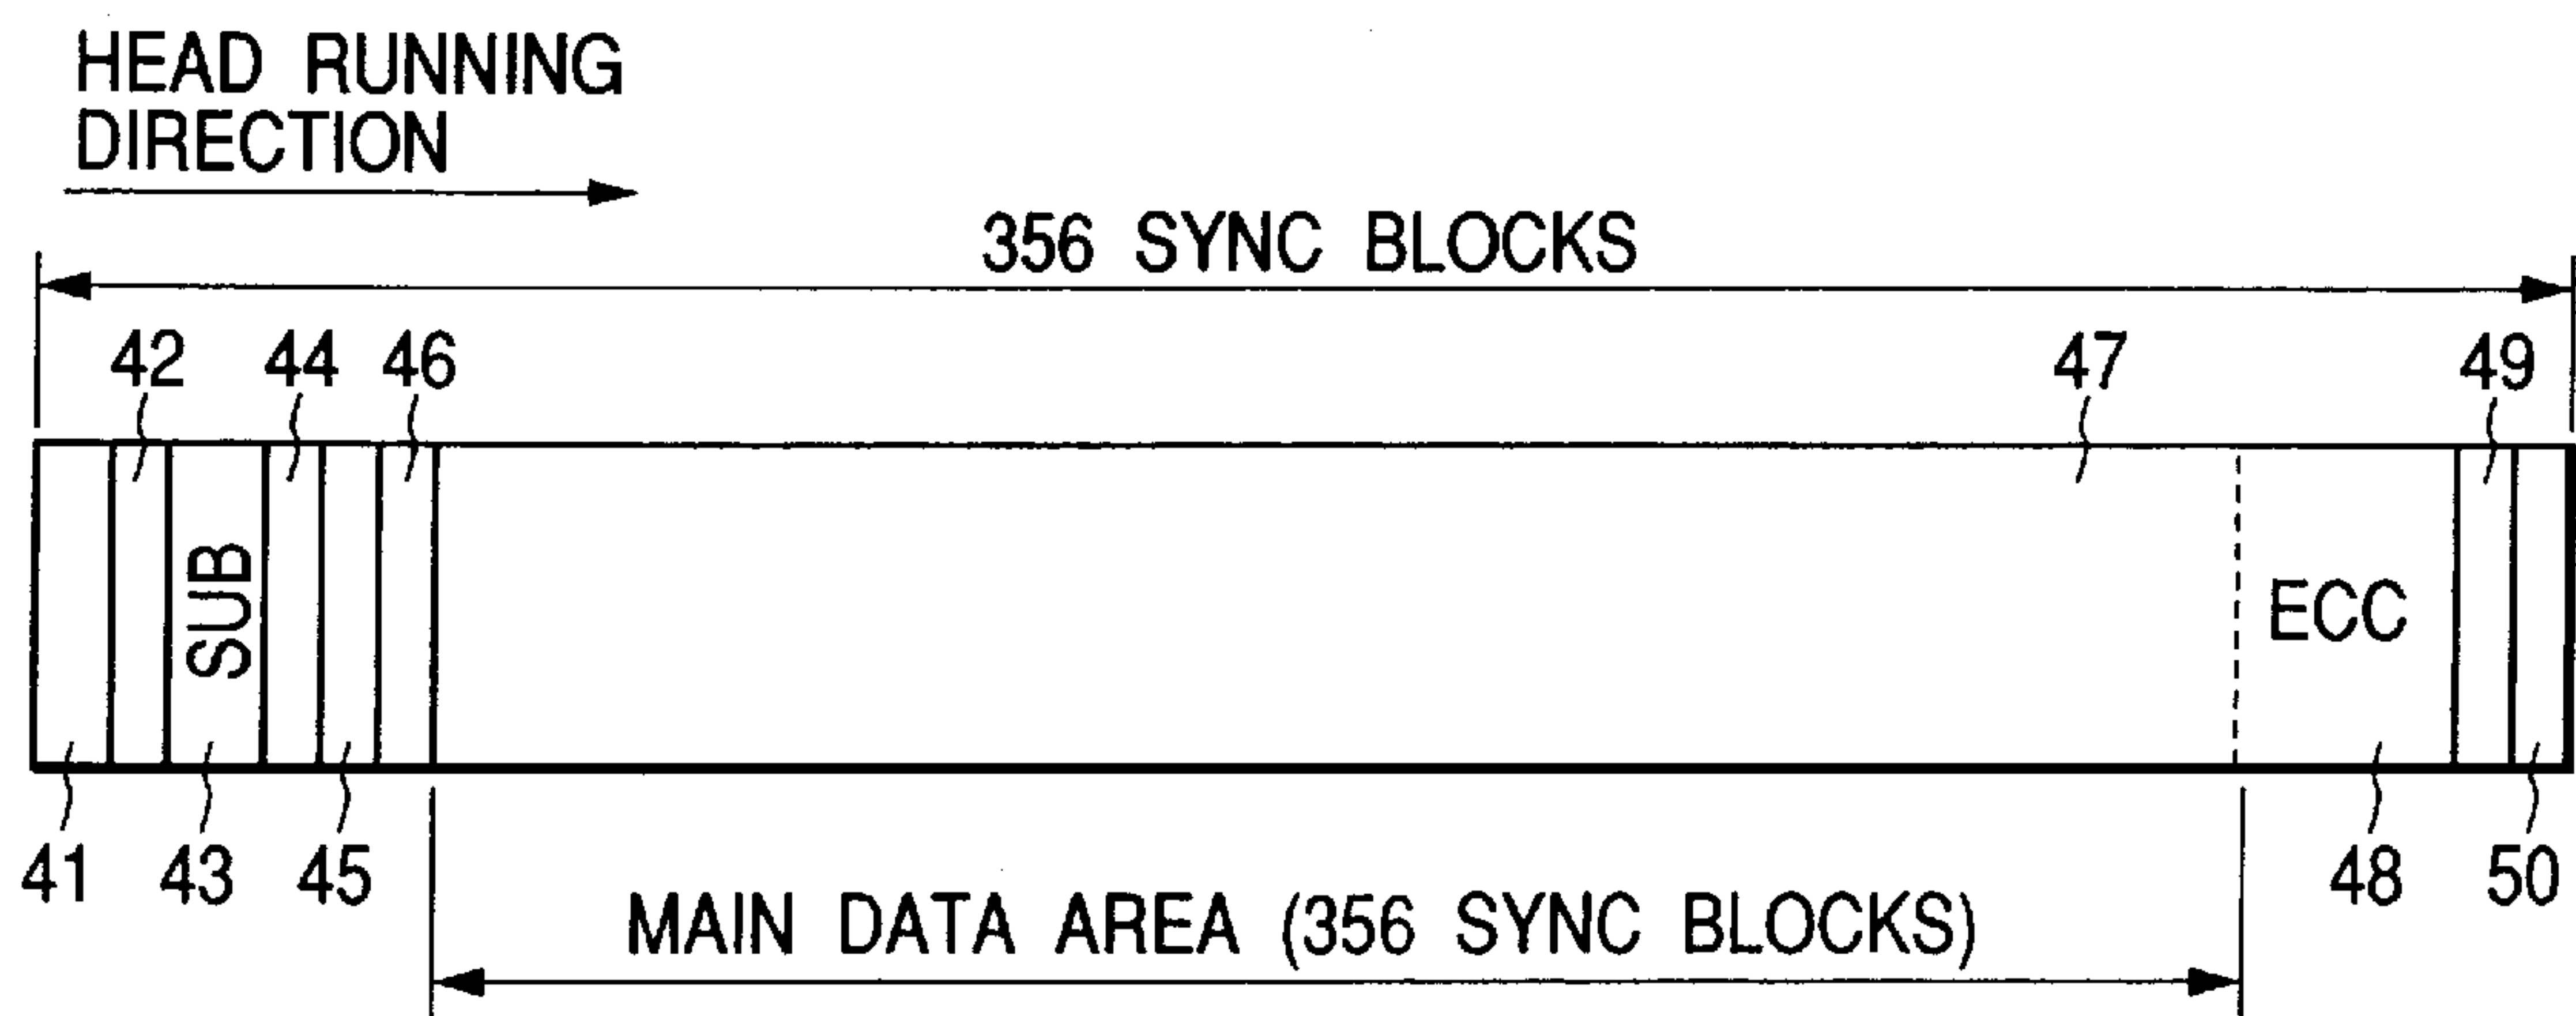 HEAD RUNNING
DIRECTION
356 SYNC BLOCKS
42 44 46 47 49
SUB
ECC
41 43 45 48 50
MAIN DATA AREA (356 SYNC BLOCKS)